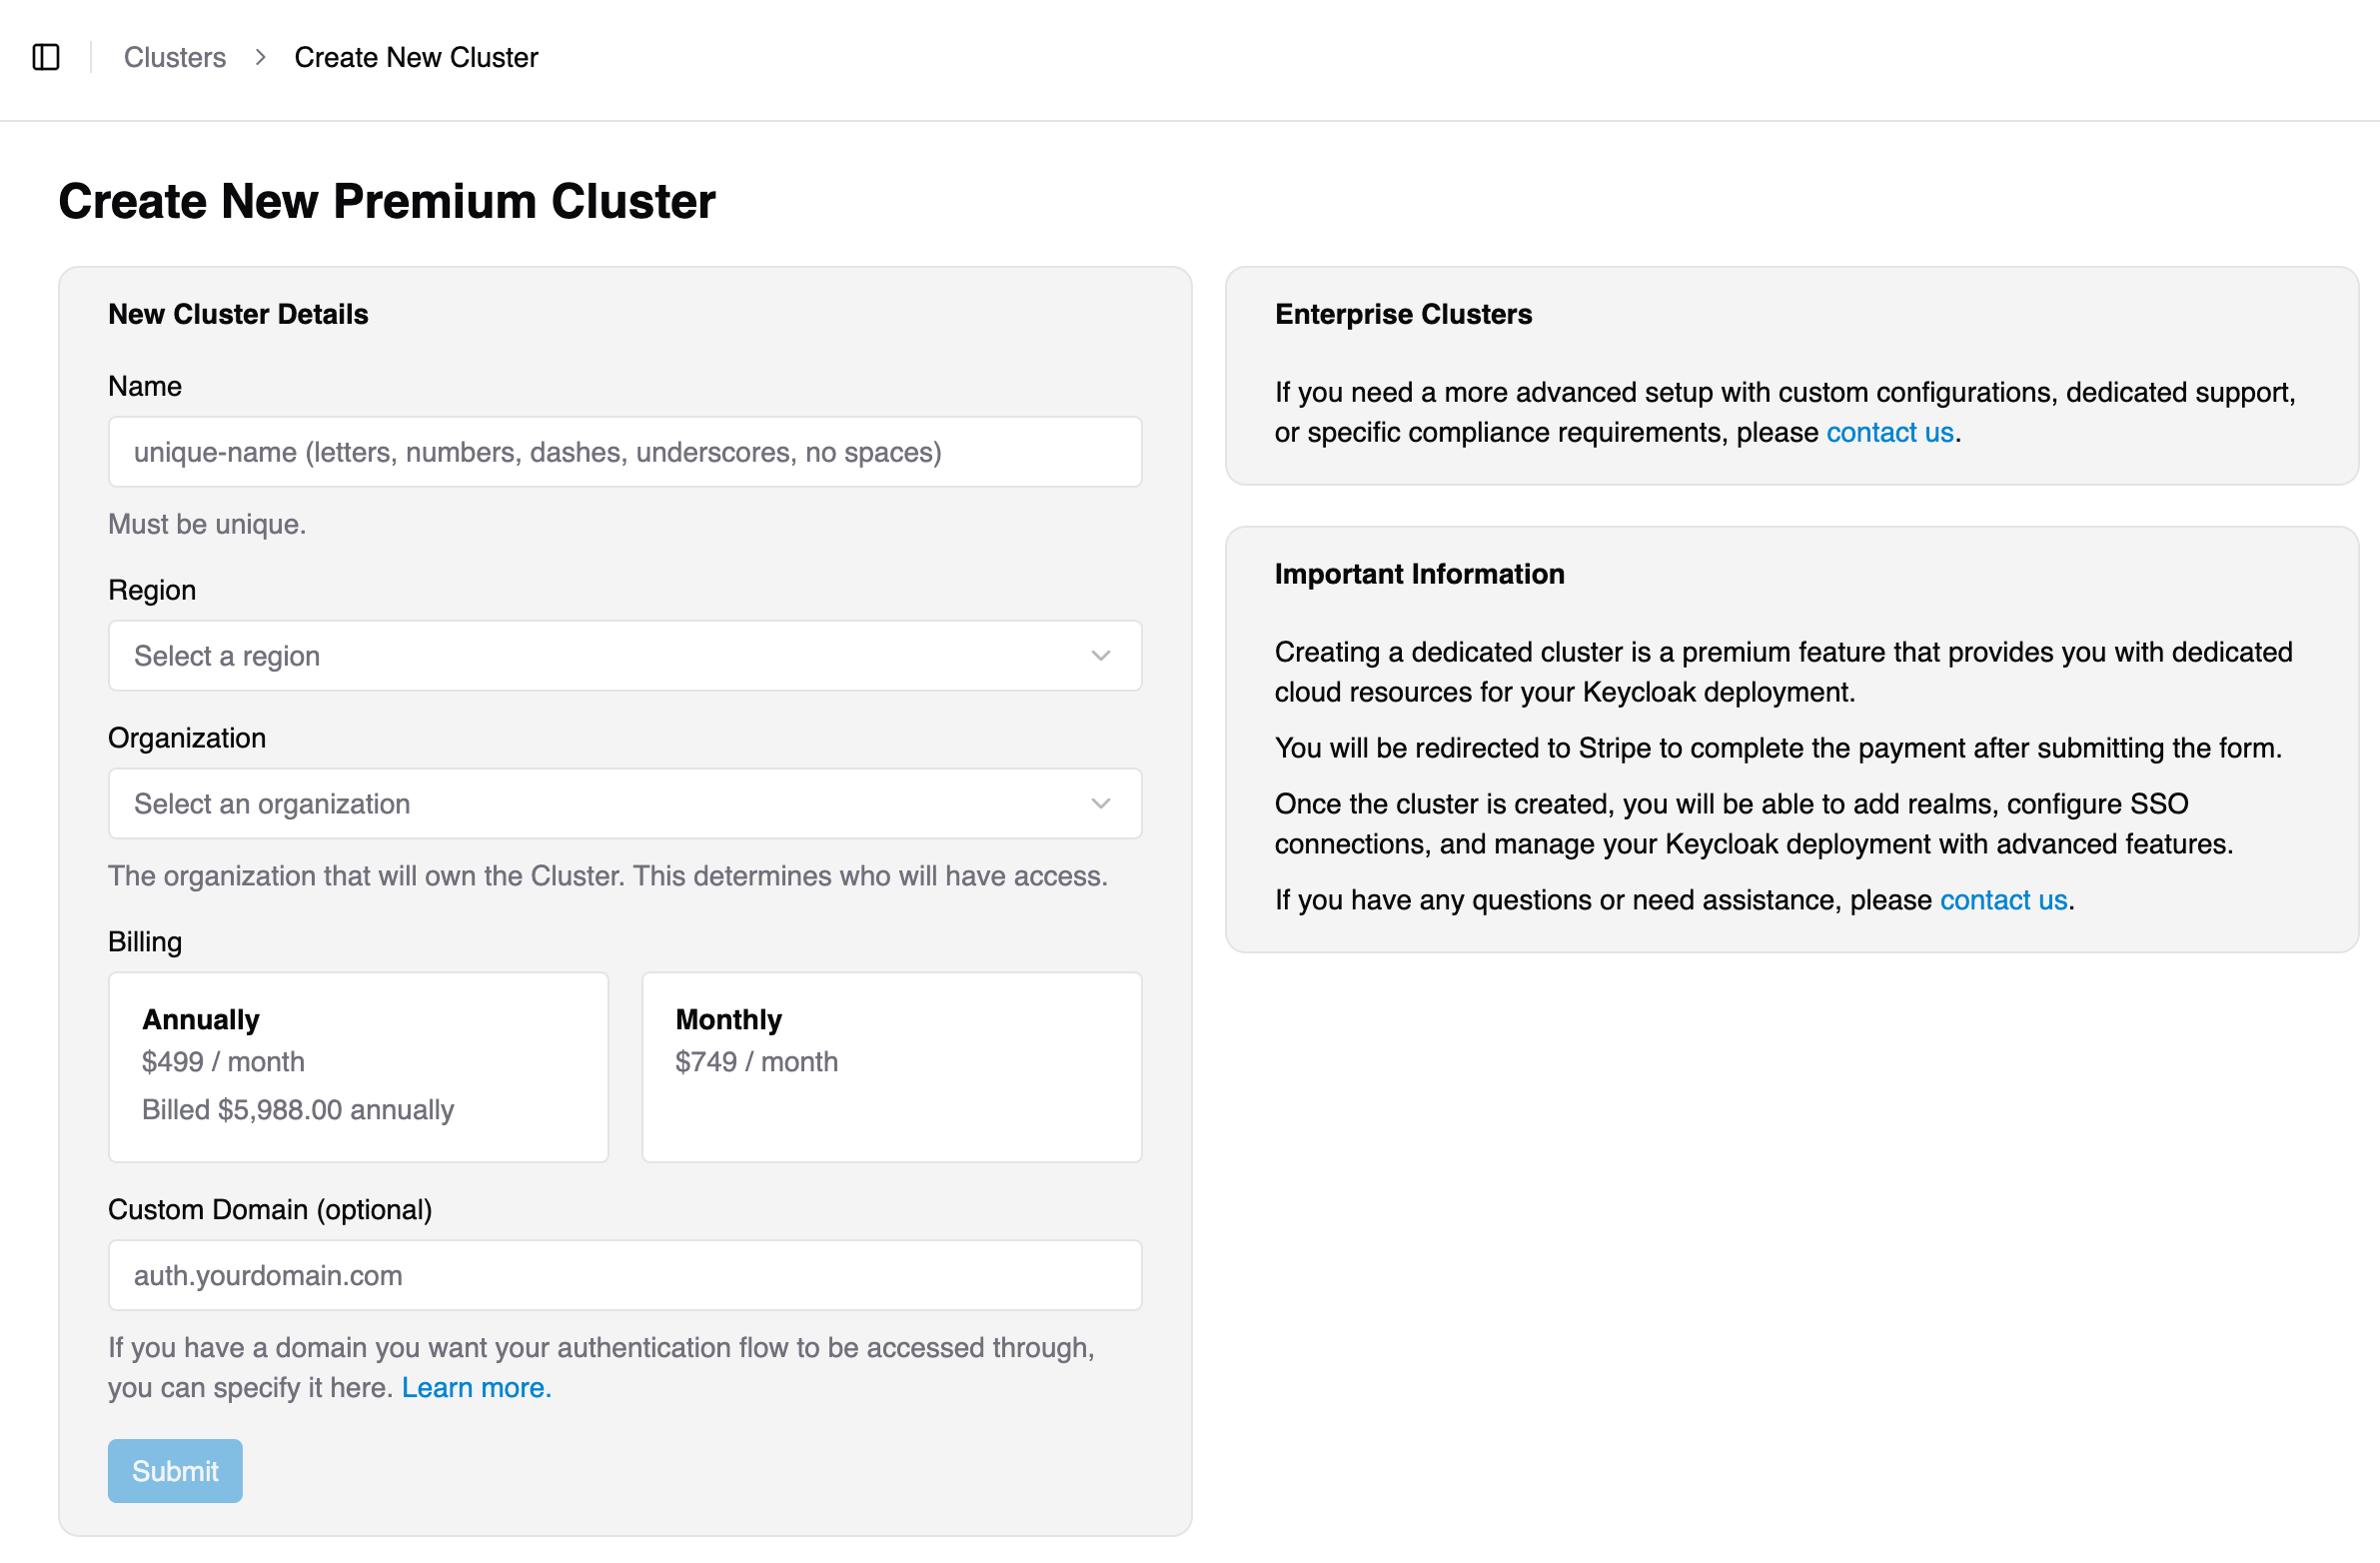 Clusters > Create New Cluster
Create New Premium Cluster
New Cluster Details
Name
unique-name (letters, numbers, dashes, underscores, no spaces)
Must be unique.
Region
Select a region
Organization
Select an organization
The organization that will own the Cluster. This determines who will have access.
Billing
Annually
$499 / month
Billed $5,988.00 annually
Monthly
$749 / month
Custom Domain (optional)
auth.yourdomain.com
If you have a domain you want your authentication flow to be accessed through,
you can specify it here. Learn more.
Submit
Enterprise Clusters
If you need a more advanced setup with custom configurations, dedicated support,
or specific compliance requirements, please contact us.
Important Information
Creating a dedicated cluster is a premium feature that provides you with dedicated
cloud resources for your Keycloak deployment.
You will be redirected to Stripe to complete the payment after submitting the form.
Once the cluster is created, you will be able to add realms, configure SSO
connections, and manage your Keycloak deployment with advanced features.
If you have any questions or need assistance, please contact us.